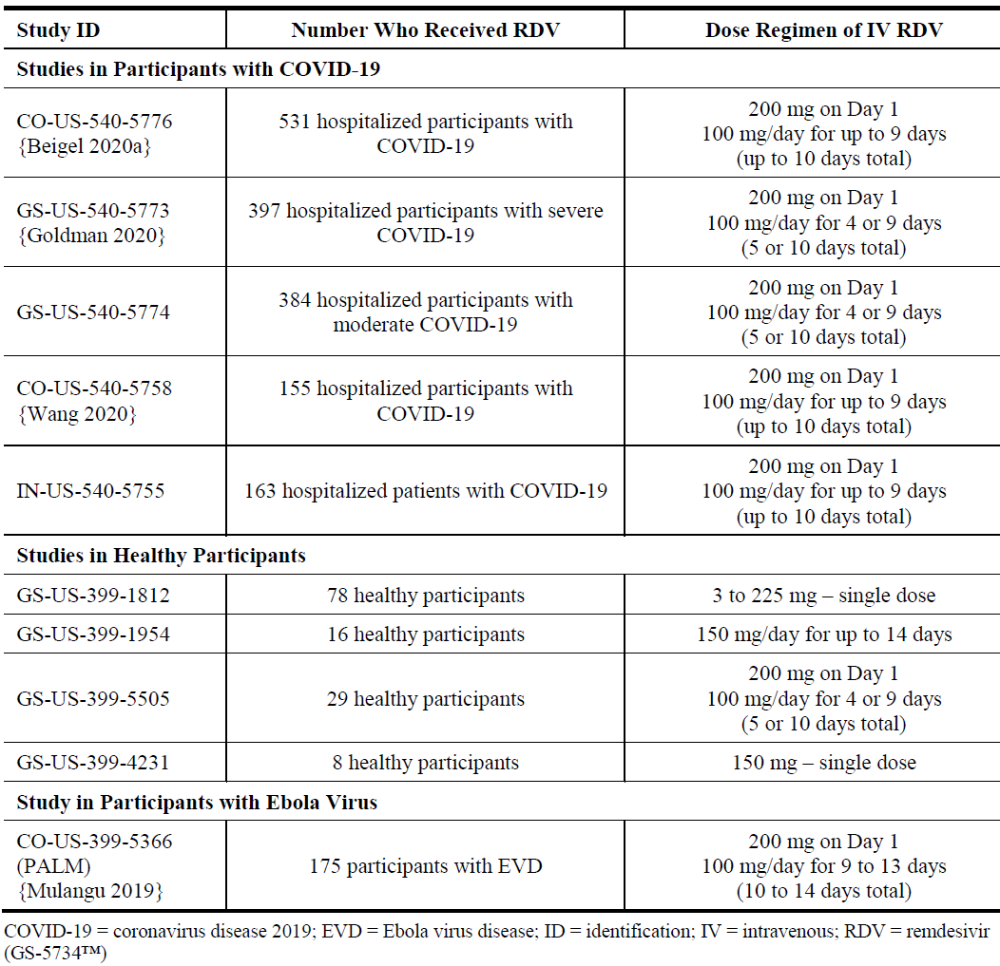 Study ID
Number Who Received RDV
Dose Regimen of IV RDV
Studies in Participants with COVID-19
CO-US-540-5776
{Beigel 2020a}
531 hospitalized participants with
COVID-19
200 mg on Day 1
100 mg/day for up to 9 days
(up to 10 days total)
GS-US-540-5773
{Goldman 2020}
397 hospitalized participants with severe
COVID-19
200 mg on Day 1
100 mg/day for 4 or 9 days
(5 or 10 days total)
GS-US-540-5774
384 hospitalized participants with
moderate COVID-19
200 mg on Day 1
100 mg/day for 4 or 9 days
(5 or 10 days total)
CO-US-540-5758
{Wang 2020}
155 hospitalized participants with
COVID-19
200 mg on Day 1
100 mg/day for up to 9 days
(up to 10 days total)
IN-US-540-5755
163 hospitalized patients with COVID-19
200 mg on Day 1
100 mg/day for up to 9 days
(up to 10 days total)
Studies in Healthy Participants
GS-US-399-1812
78 healthy participants
3 to 225 mg – single dose
GS-US-399-1954
16 healthy participants
150 mg/day for up to 14 days
GS-US-399-5505
29 healthy participants
200 mg on Day 1
100 mg/day for 4 or 9 days
(5 or 10 days total)
GS-US-399-4231
8 healthy participants
150 mg – single dose
Study in Participants with Ebola Virus
CO-US-399-5366
(PALM)
{Mulangu 2019}
175 participants with EVD
200 mg on Day 1
100 mg/day for 9 to 13 days
(10 to 14 days total)
COVID-19 = coronavirus disease 2019; EVD = Ebola virus disease; ID = identification; IV = intravenous; RDV = remdesivir
(GS-5734™)